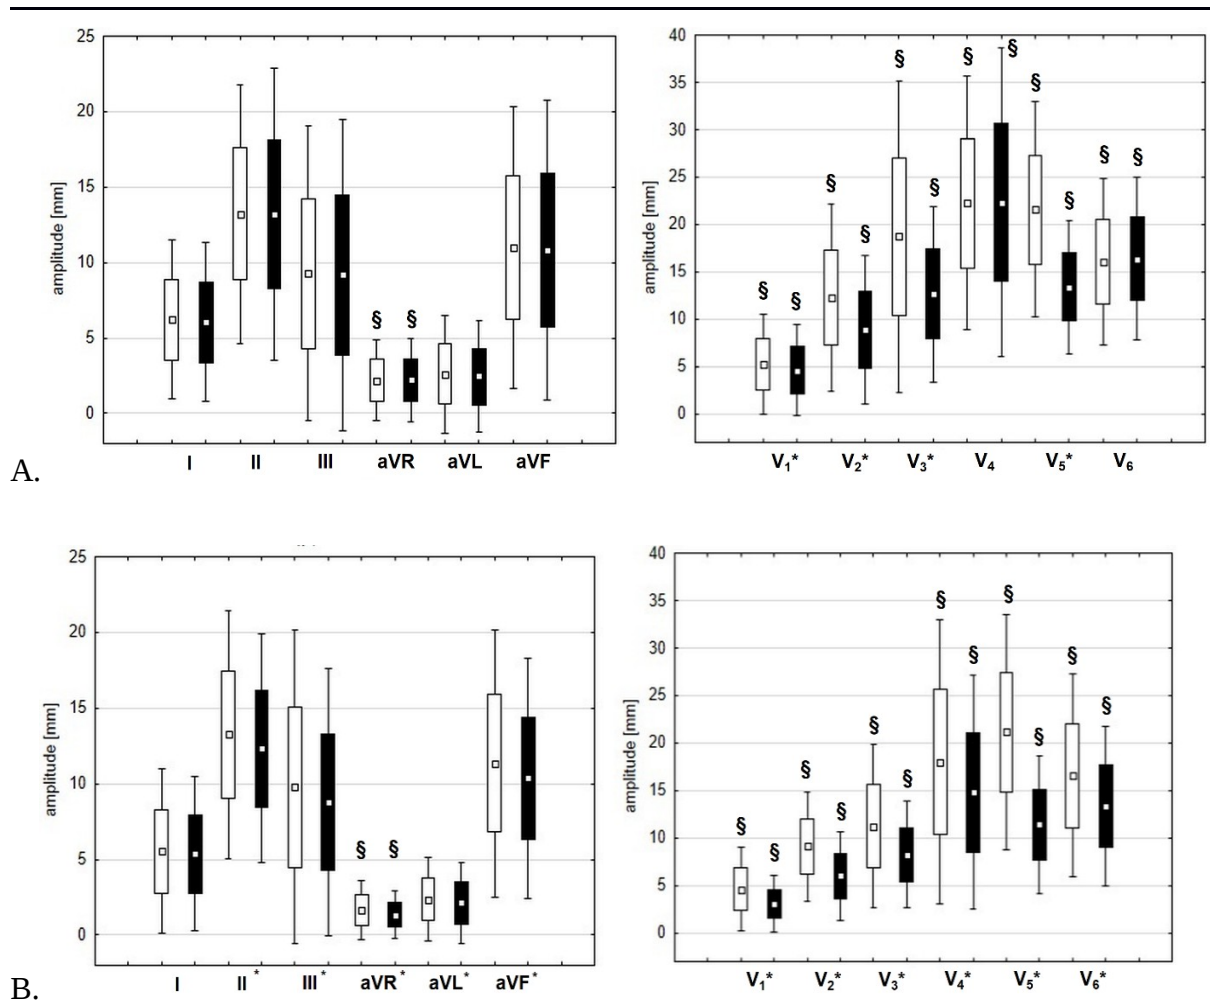 25
20
15
10
5
0
amplitude [mm]
§ §
I II III aVR aVL aVF
40
35
30
25
20
15
10
5
0
amplitude [mm]
§ § § § § § § § § § § §
V₁* V₂* V₃* V₄ V₅* V₆
A.
25
20
15
10
5
0
amplitude [mm]
§ §
I II* III* aVR* aVL* aVF*
40
35
30
25
20
15
10
5
0
amplitude [mm]
§ § § § § § § § § § § §
V₁* V₂* V₃* V₄* V₅* V₆*
B.